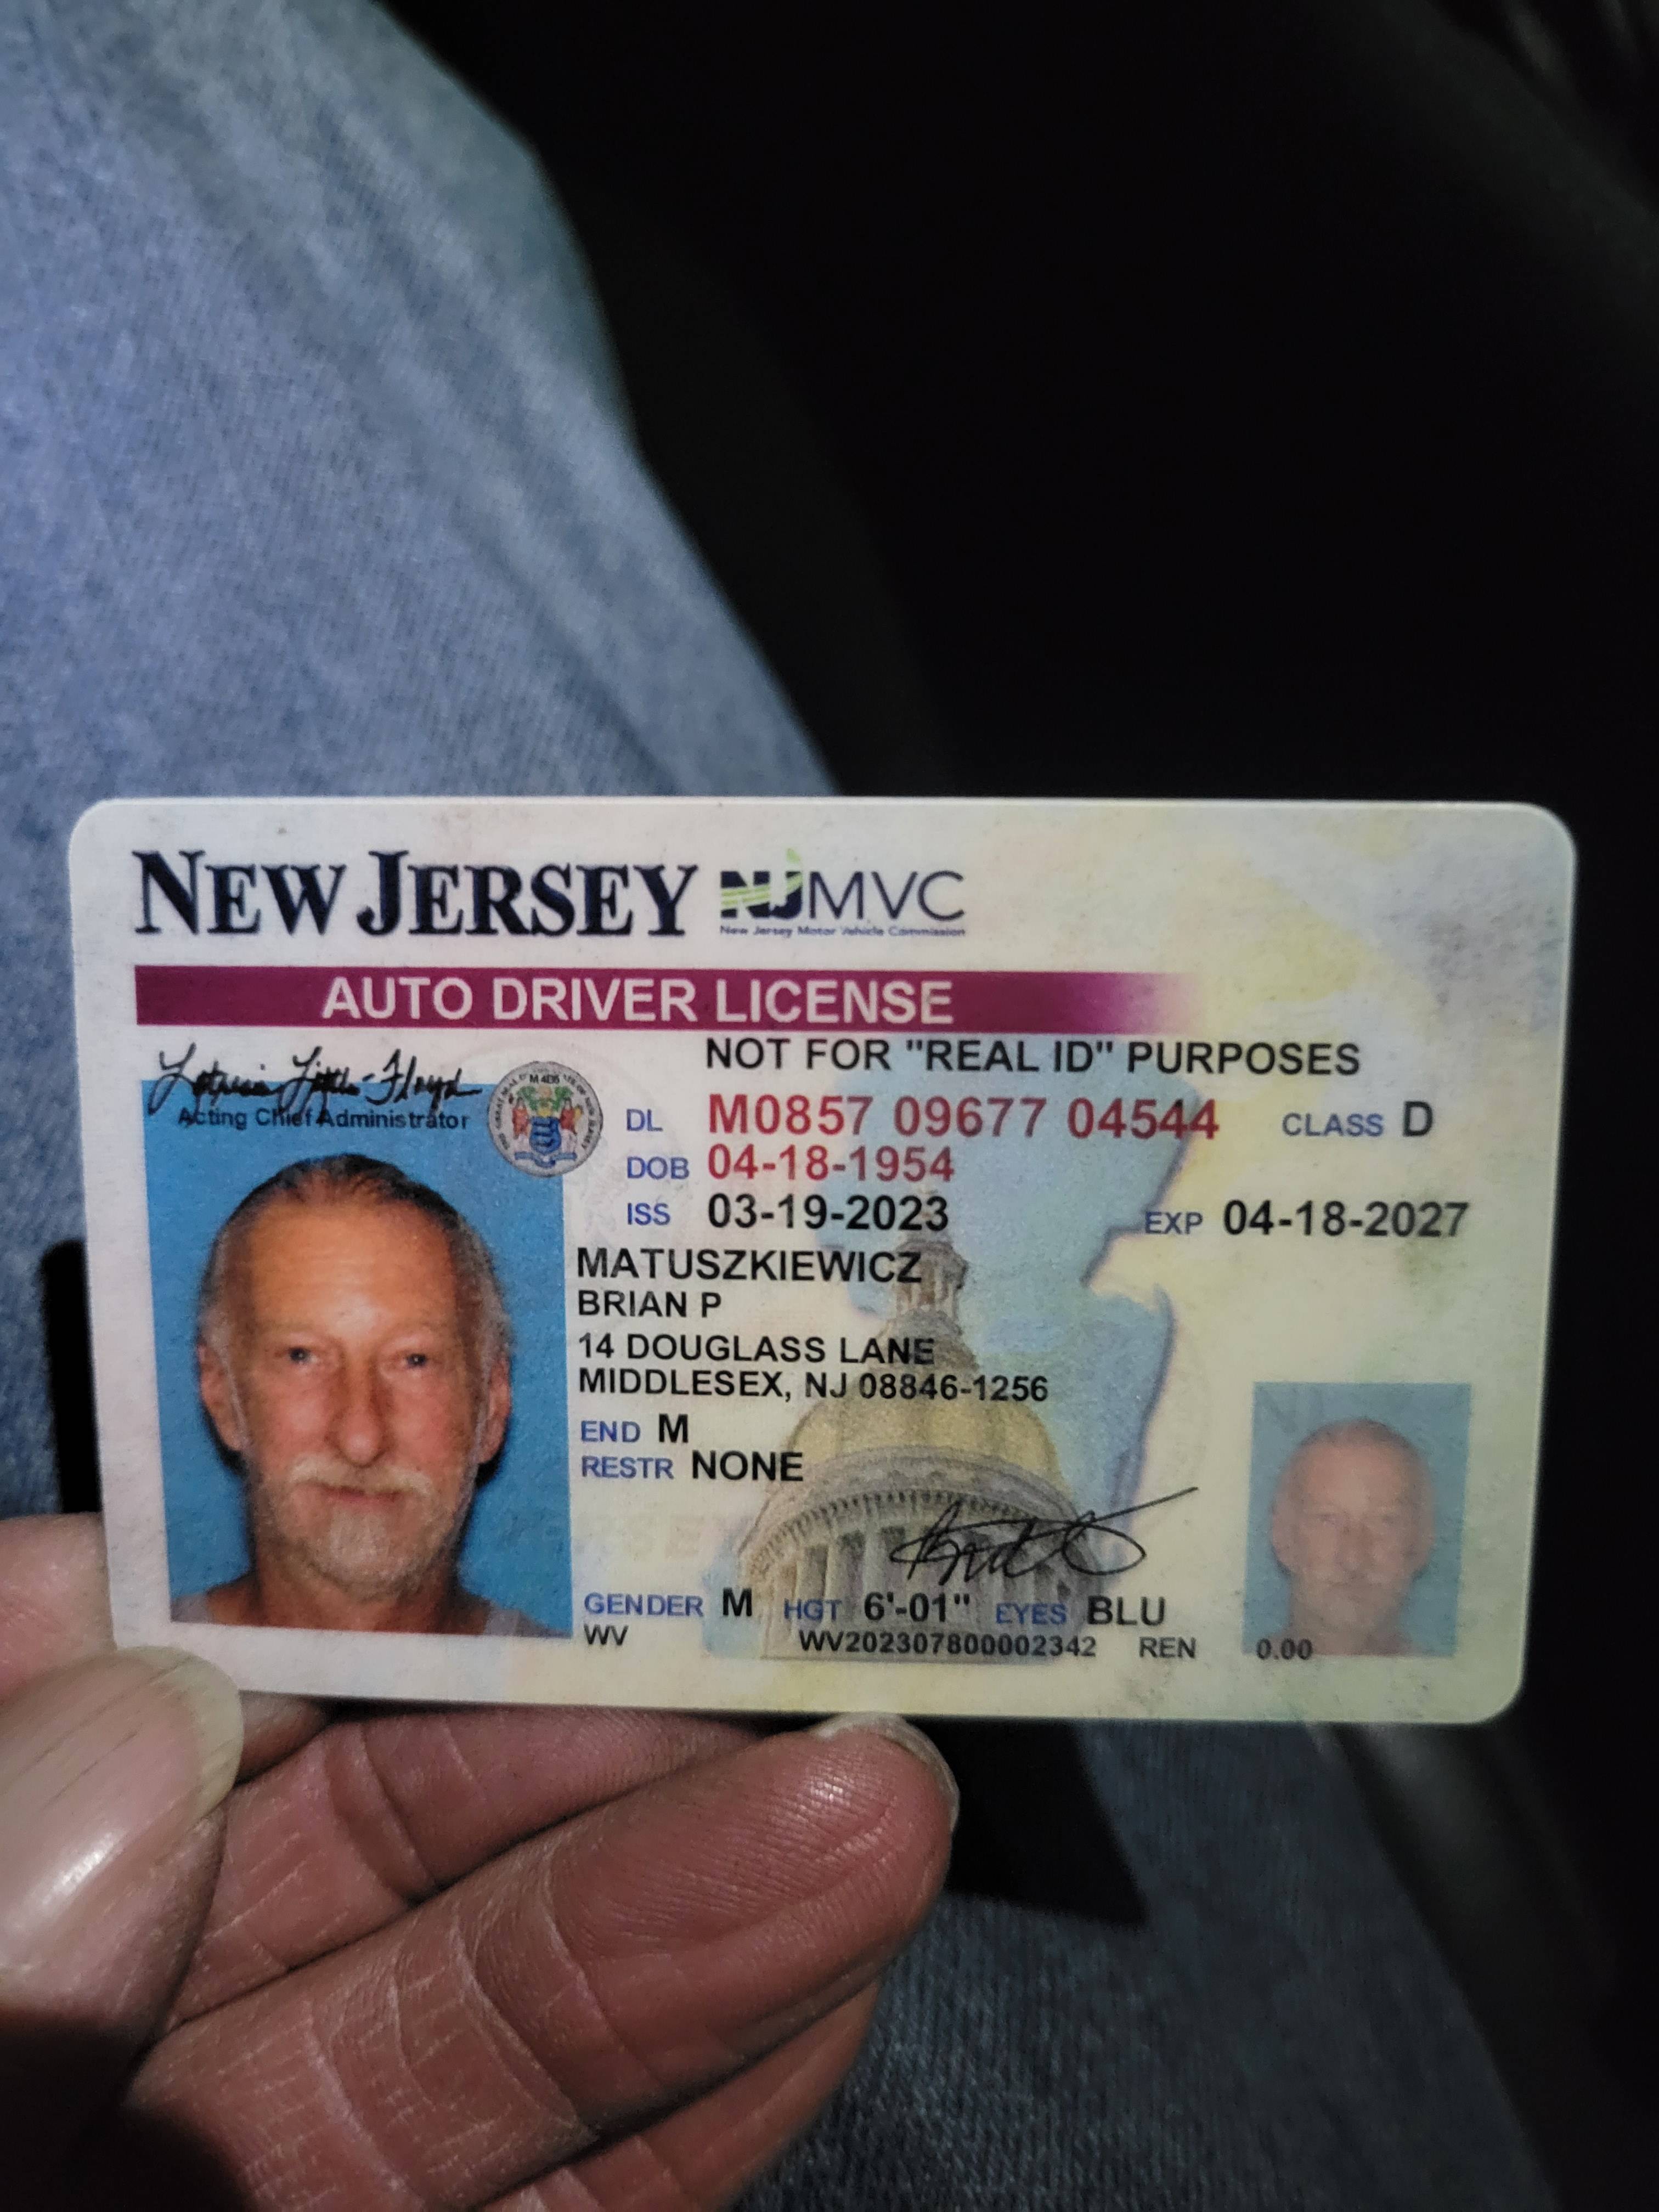 NEW JERSEY NJMVC
New Jersey Motor Vehicle Commission
AUTO DRIVER LICENSE
NOT FOR "REAL ID" PURPOSES
Acting Chief Administrator
DL M0857 09677 04544 CLASS D
DOB 04-18-1954
ISS 03-19-2023 EXP 04-18-2027
MATUSZKIEWICZ
BRIAN P
14 DOUGLASS LANE
MIDDLESEX, NJ 08846-1256
END M
RESTR NONE
GENDER M HGT 6'-01" EYES BLU
WV WV202307800002342 REN 0.00